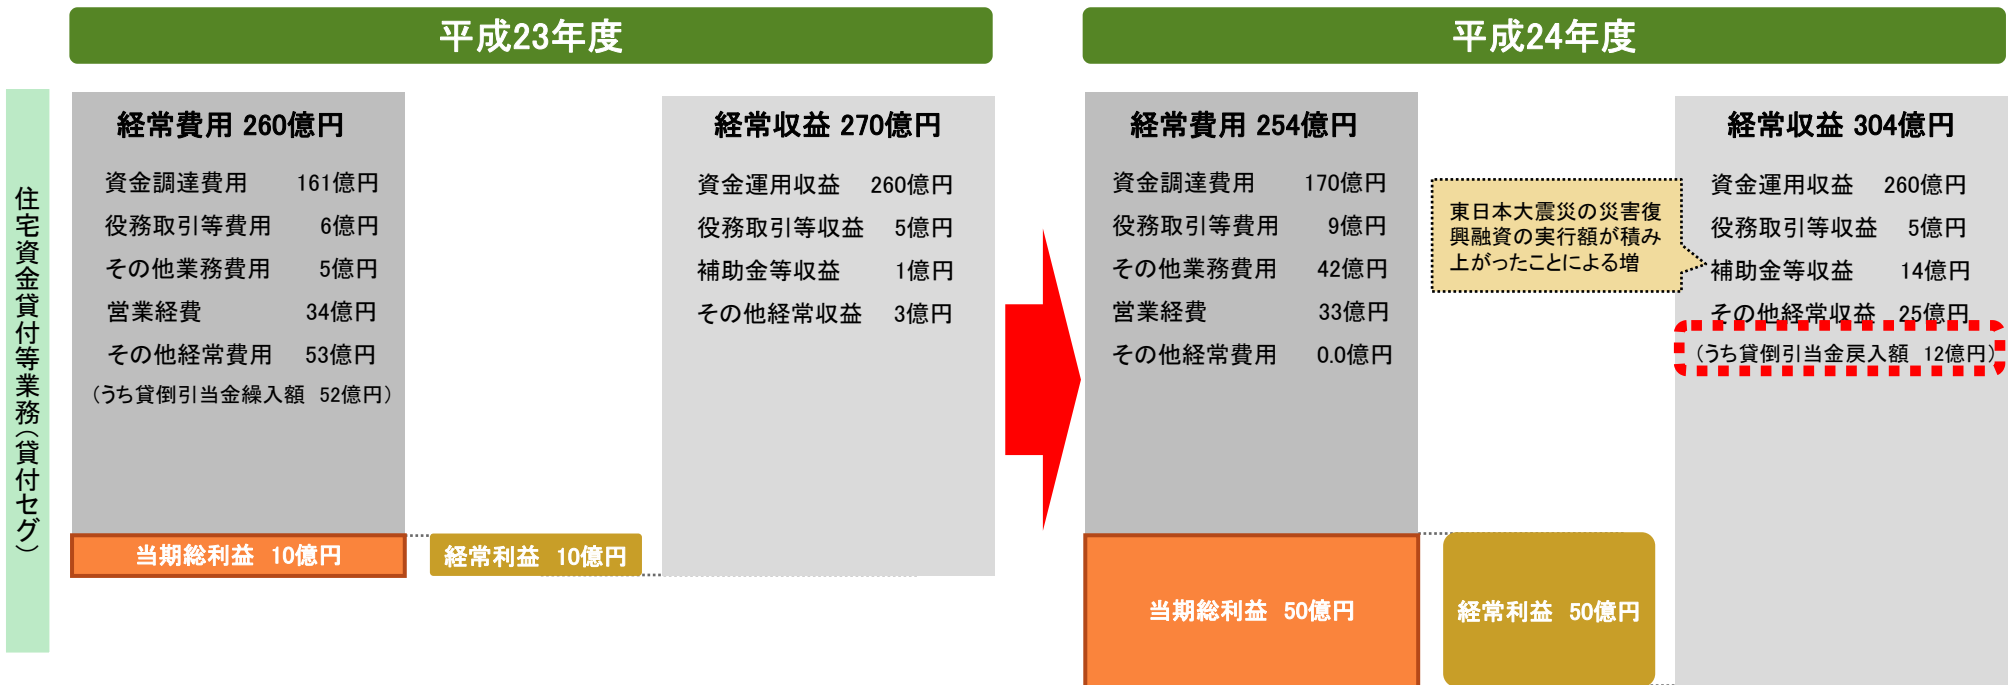 平成23年度
平成24年度
住宅資金貸付等業務（貸付セグ）
経常費用 260億円
資金調達費用 161億円
役務取引等費用 6億円
その他業務費用 5億円
営業経費 34億円
その他経常費用 53億円
（うち貸倒引当金繰入額 52億円）
当期総利益 10億円
経常利益 10億円
経常収益 270億円
資金運用収益 260億円
役務取引等収益 5億円
補助金等収益 1億円
その他経常収益 3億円
経常費用 254億円
資金調達費用 170億円
役務取引等費用 9億円
その他業務費用 42億円
営業経費 33億円
その他経常費用 0.0億円
当期総利益 50億円
経常利益 50億円
東日本大震災の災害復
興融資の実行額が積み
上がったことによる増
経常収益 304億円
資金運用収益 260億円
役務取引等収益 5億円
補助金等収益 14億円
その他経常収益 25億円
（うち貸倒引当金戻入額 12億円）